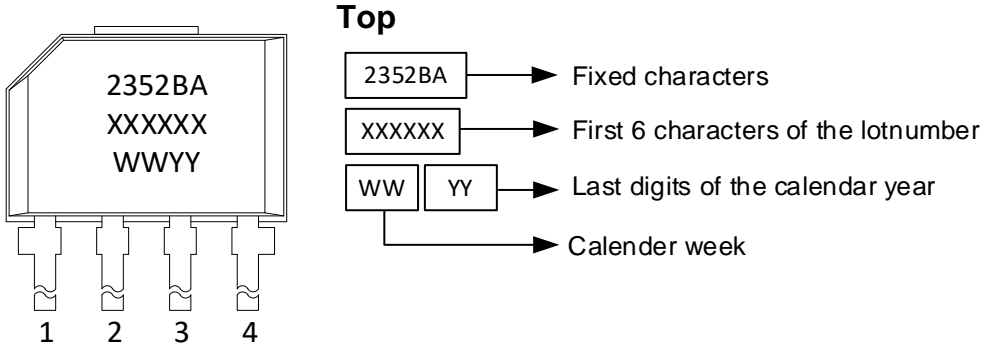 2352BA
XXXXXX
WWYY
1 2 3 4
Top
2352BA Fixed characters
XXXXXX First 6 characters of the lotnumber
WW YY Last digits of the calendar year
Calender week